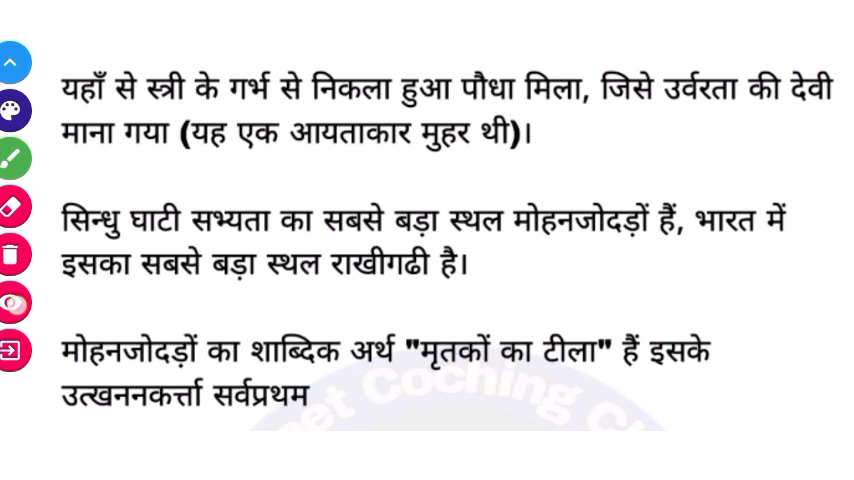 यहाँ से स्त्री के गर्भ से निकला हुआ पौधा मिला, जिसे उर्वरता की देवी
माना गया (यह एक आयताकार मुहर थी)।
सिन्धु घाटी सभ्यता का सबसे बड़ा स्थल मोहनजोदड़ों हैं, भारत में
इसका सबसे बड़ा स्थल राखीगढी है।
मोहनजोदड़ों का शाब्दिक अर्थ "मृतकों का टीला" हैं इसके
उत्खननकर्त्ता सर्वप्रथम
Coching